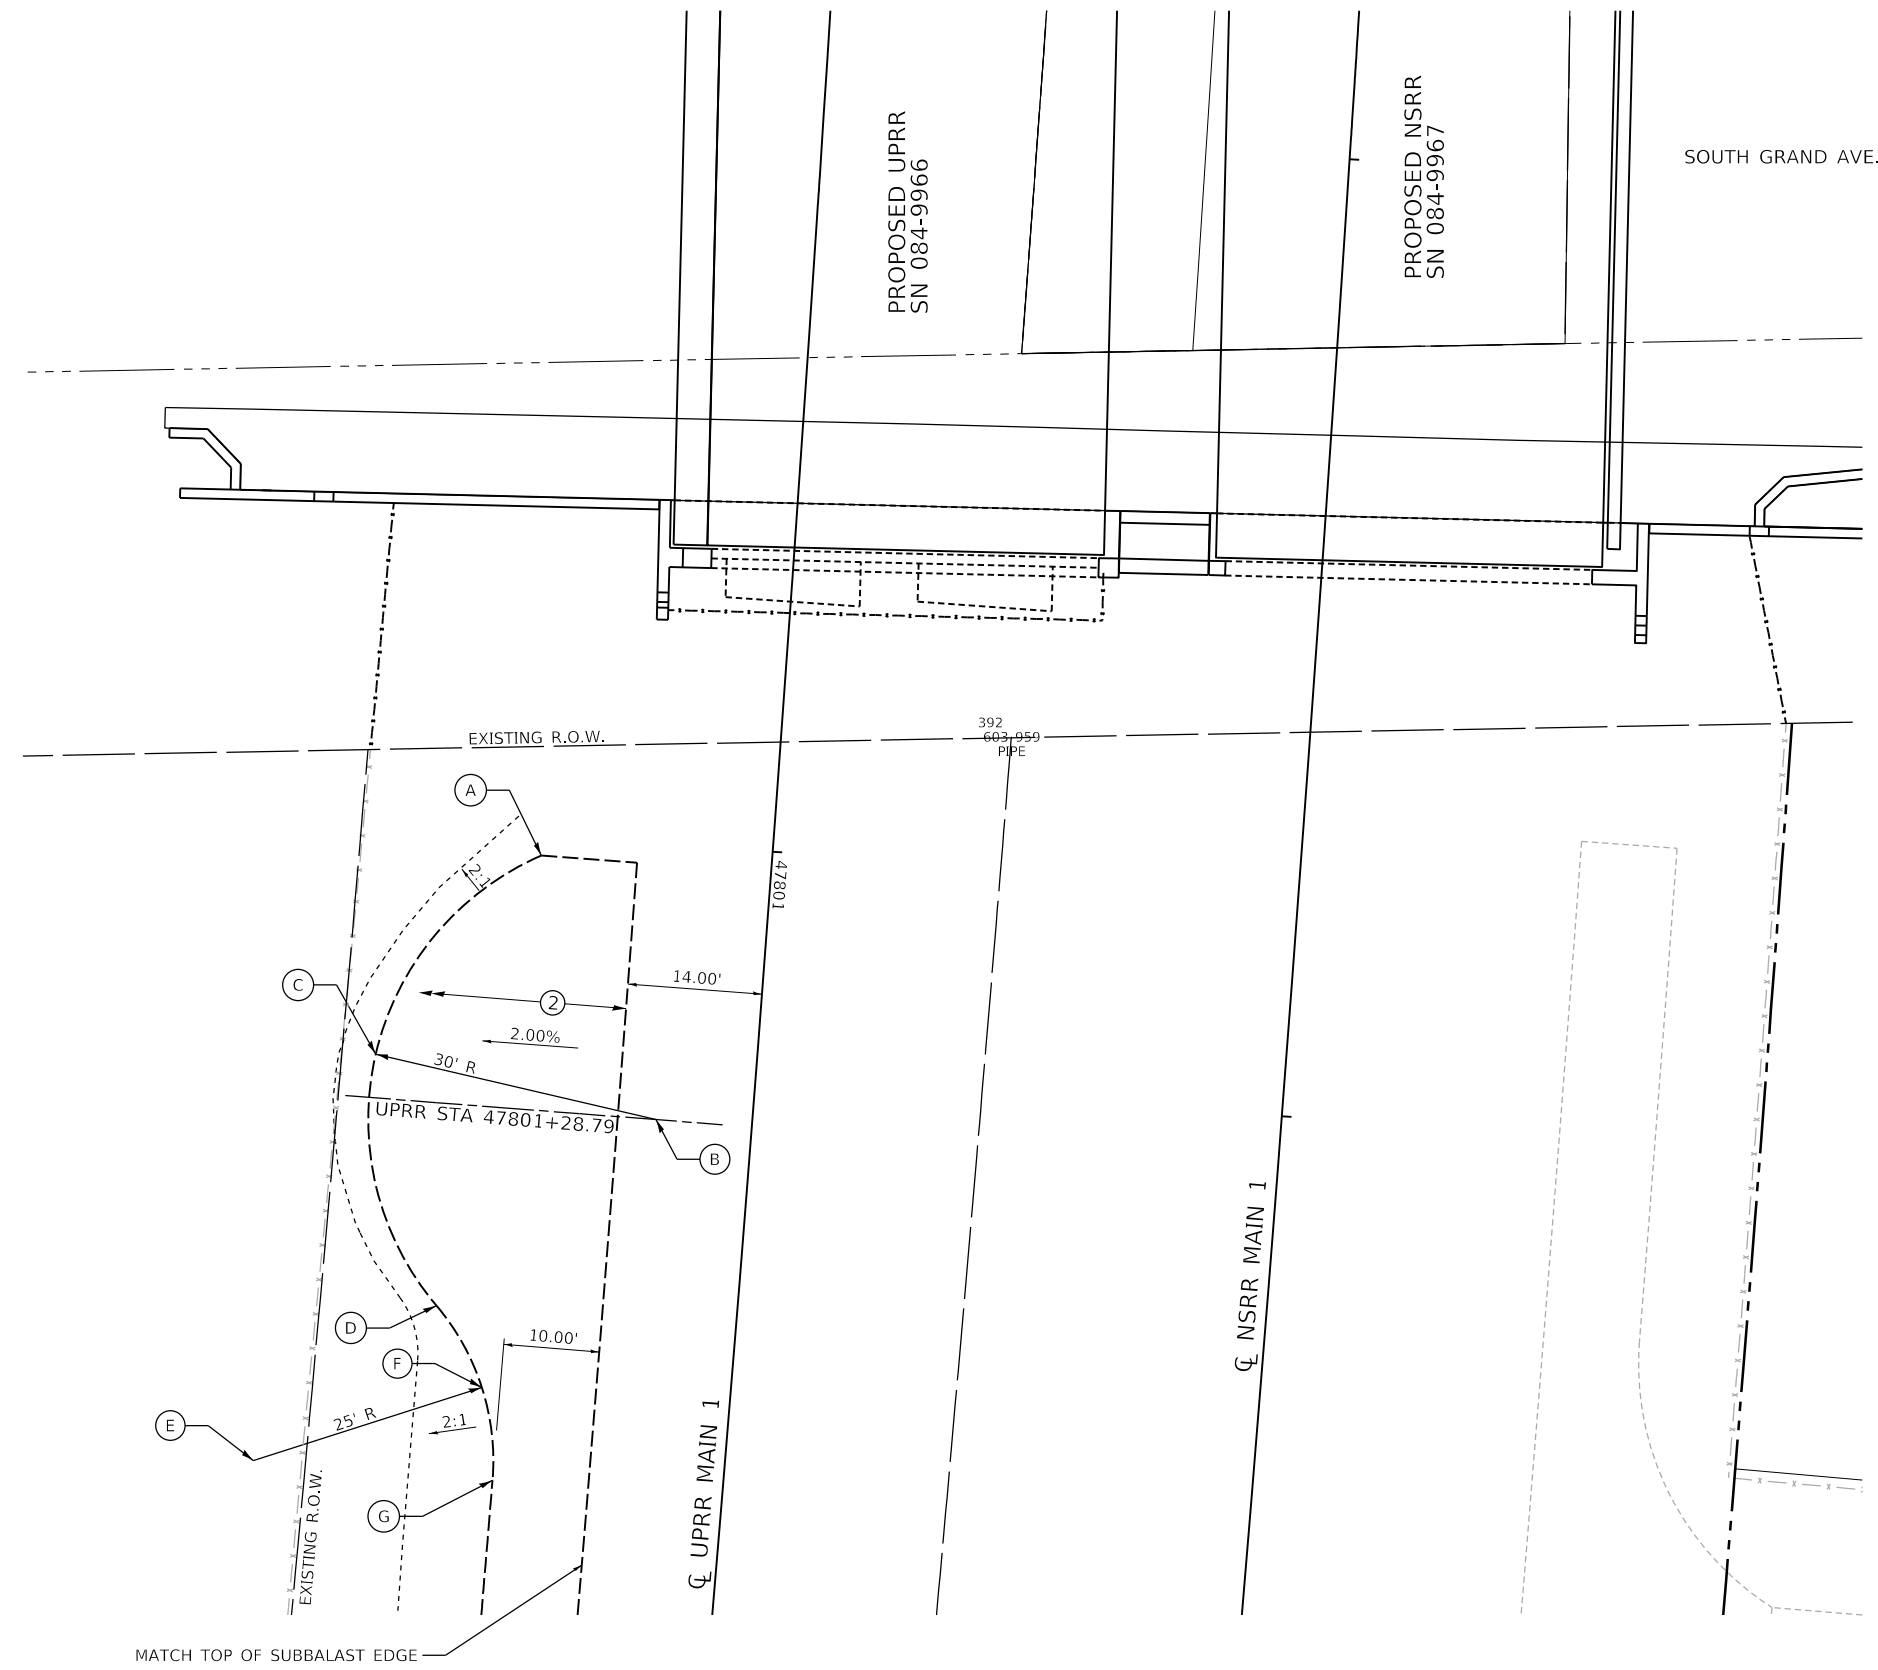 PROPOSED UPRR
SN 084-9966
PROPOSED NSRR
SN 084-9967
SOUTH GRAND AVE.
EXISTING R.O.W.
392
603,959
PIPE
A
2:1
47801
C
14.00'
2
2.00%
30' R
UPRR STA 47801+28.79
B
D
10.00'
F
E
25' R
2:1
G
EXISTING R.O.W.
℄ UPRR MAIN 1
℄ NSRR MAIN 1
MATCH TOP OF SUBBALAST EDGE